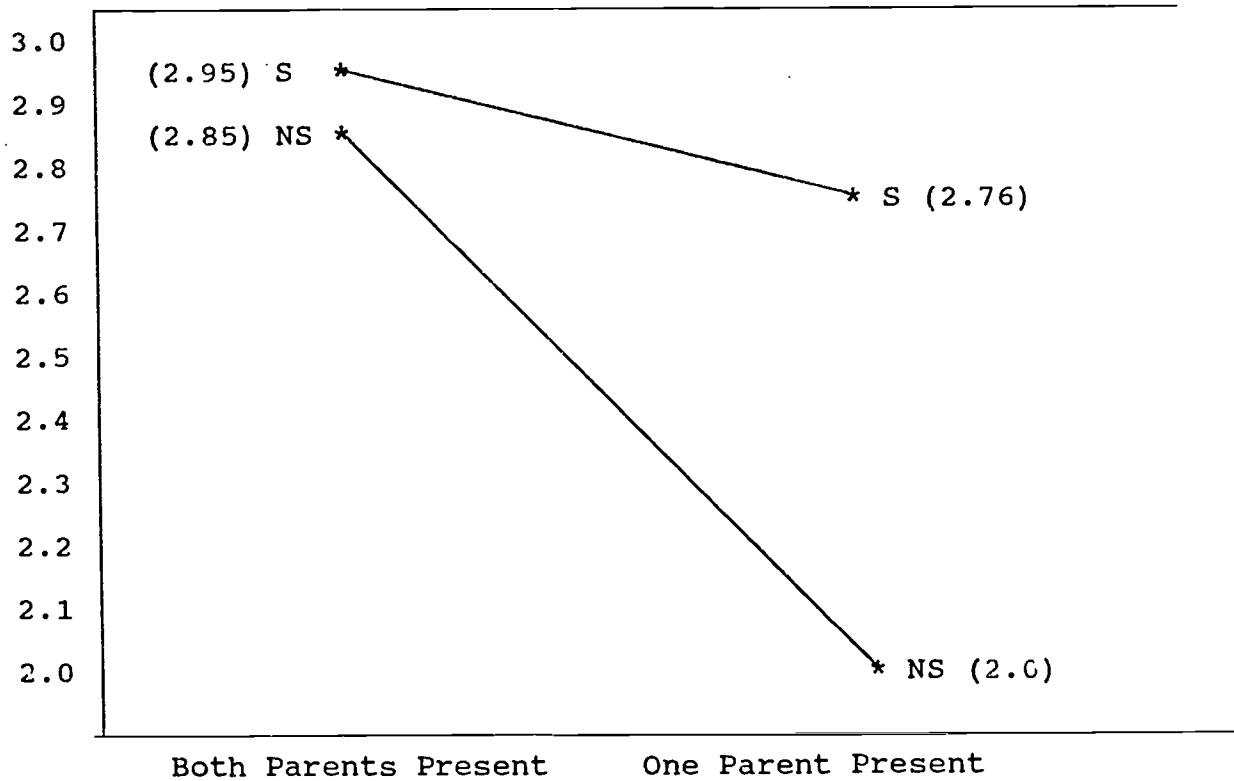 3.0
(2.95) S *
2.9
(2.85) NS *
2.8
* S (2.76)
2.7
2.6
2.5
2.4
2.3
2.2
2.1
2.0
* NS (2.0)
Both Parents Present One Parent Present